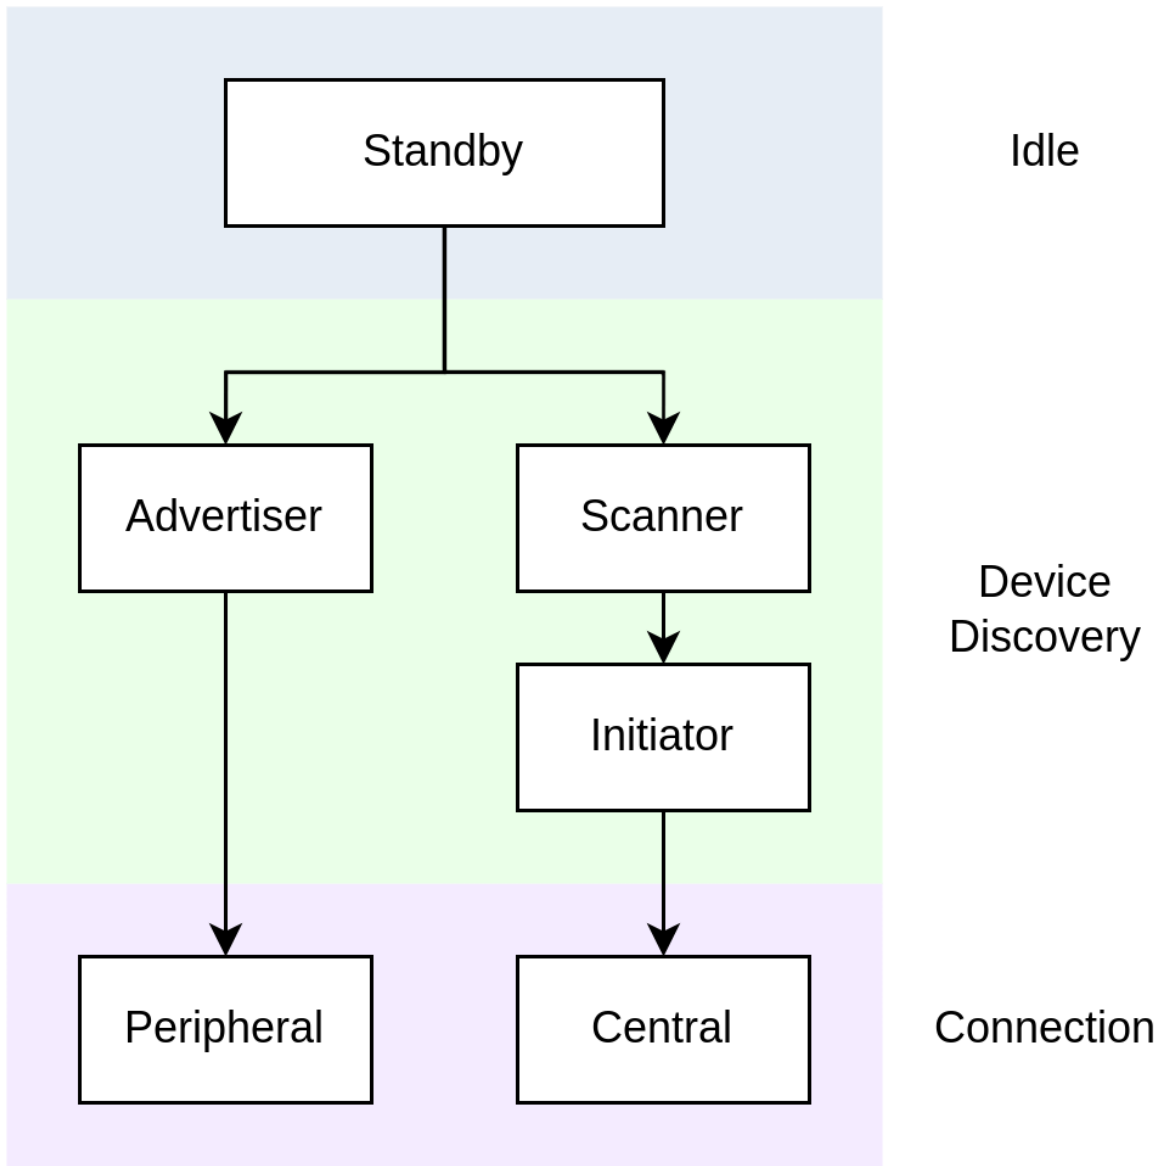 Standby
Idle
Advertiser
Scanner
Device
Discovery
Initiator
Peripheral
Central
Connection